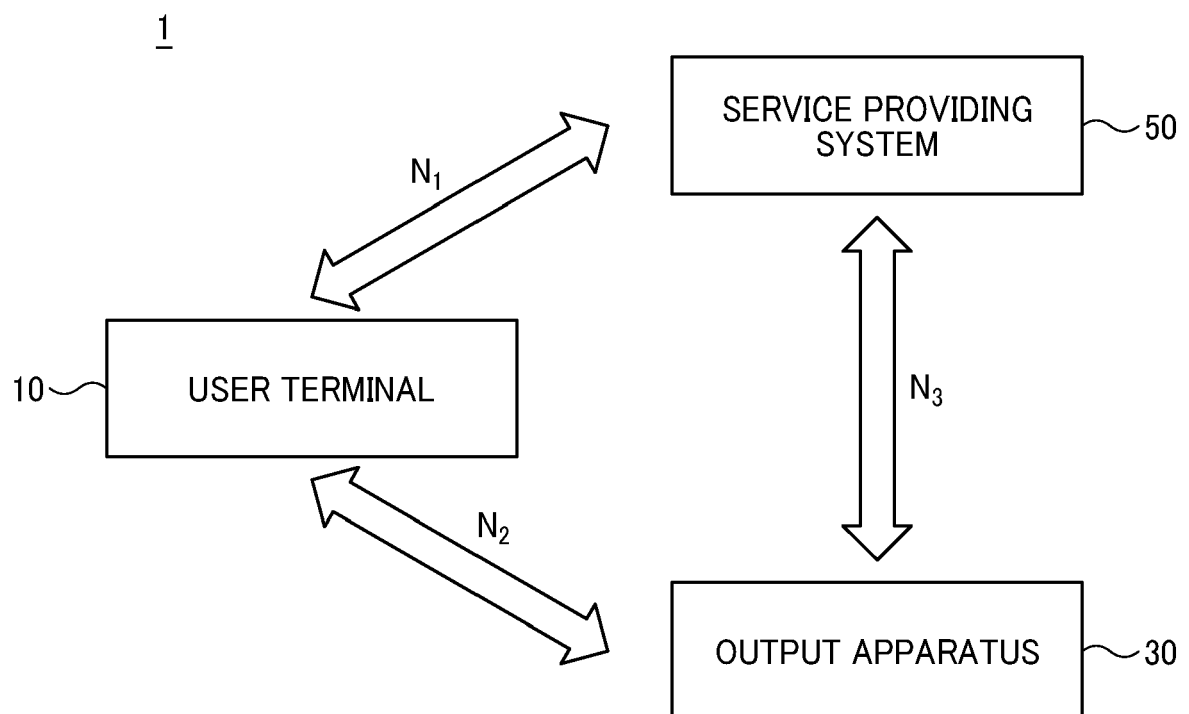 1
SERVICE PROVIDING
SYSTEM
50
N₁
10
USER TERMINAL
N₃
N₂
OUTPUT APPARATUS
30